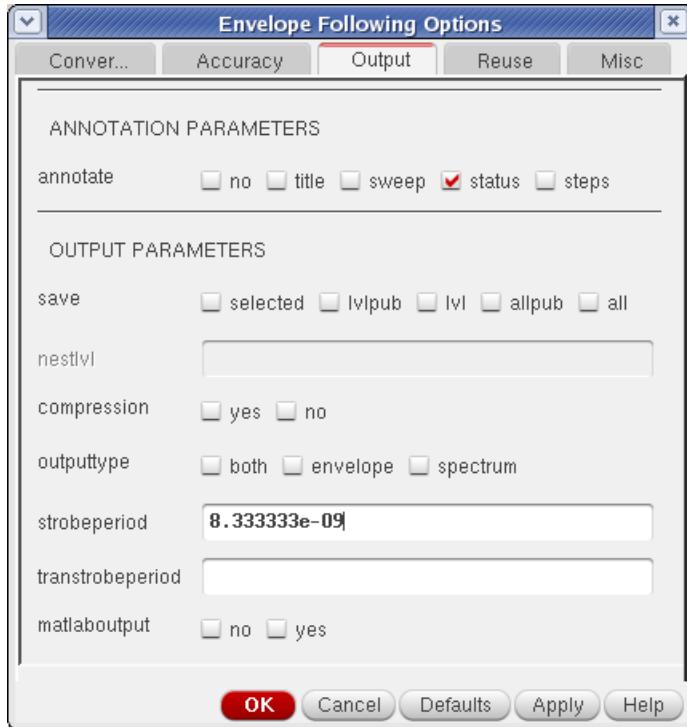 Envelope Following Options
Conver... Accuracy Output Reuse Misc
ANNOTATION PARAMETERS
annotate no title sweep status steps
OUTPUT PARAMETERS
save selected lvlpub lvl allpub all
nestlvl
compression yes no
outputtype both envelope spectrum
strobeperiod 8.333333e-09
transtrobeperiod
matlaboutput no yes
OK Cancel Defaults Apply Help